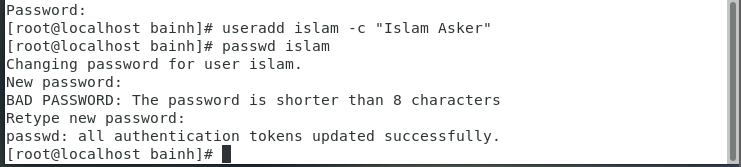 Password:
[root@localhost bainh]# useradd islam -c "Islam Asker"
[root@localhost bainh]# passwd islam
Changing password for user islam.
New password:
BAD PASSWORD: The password is shorter than 8 characters
Retype new password:
passwd: all authentication tokens updated successfully.
[root@localhost bainh]#